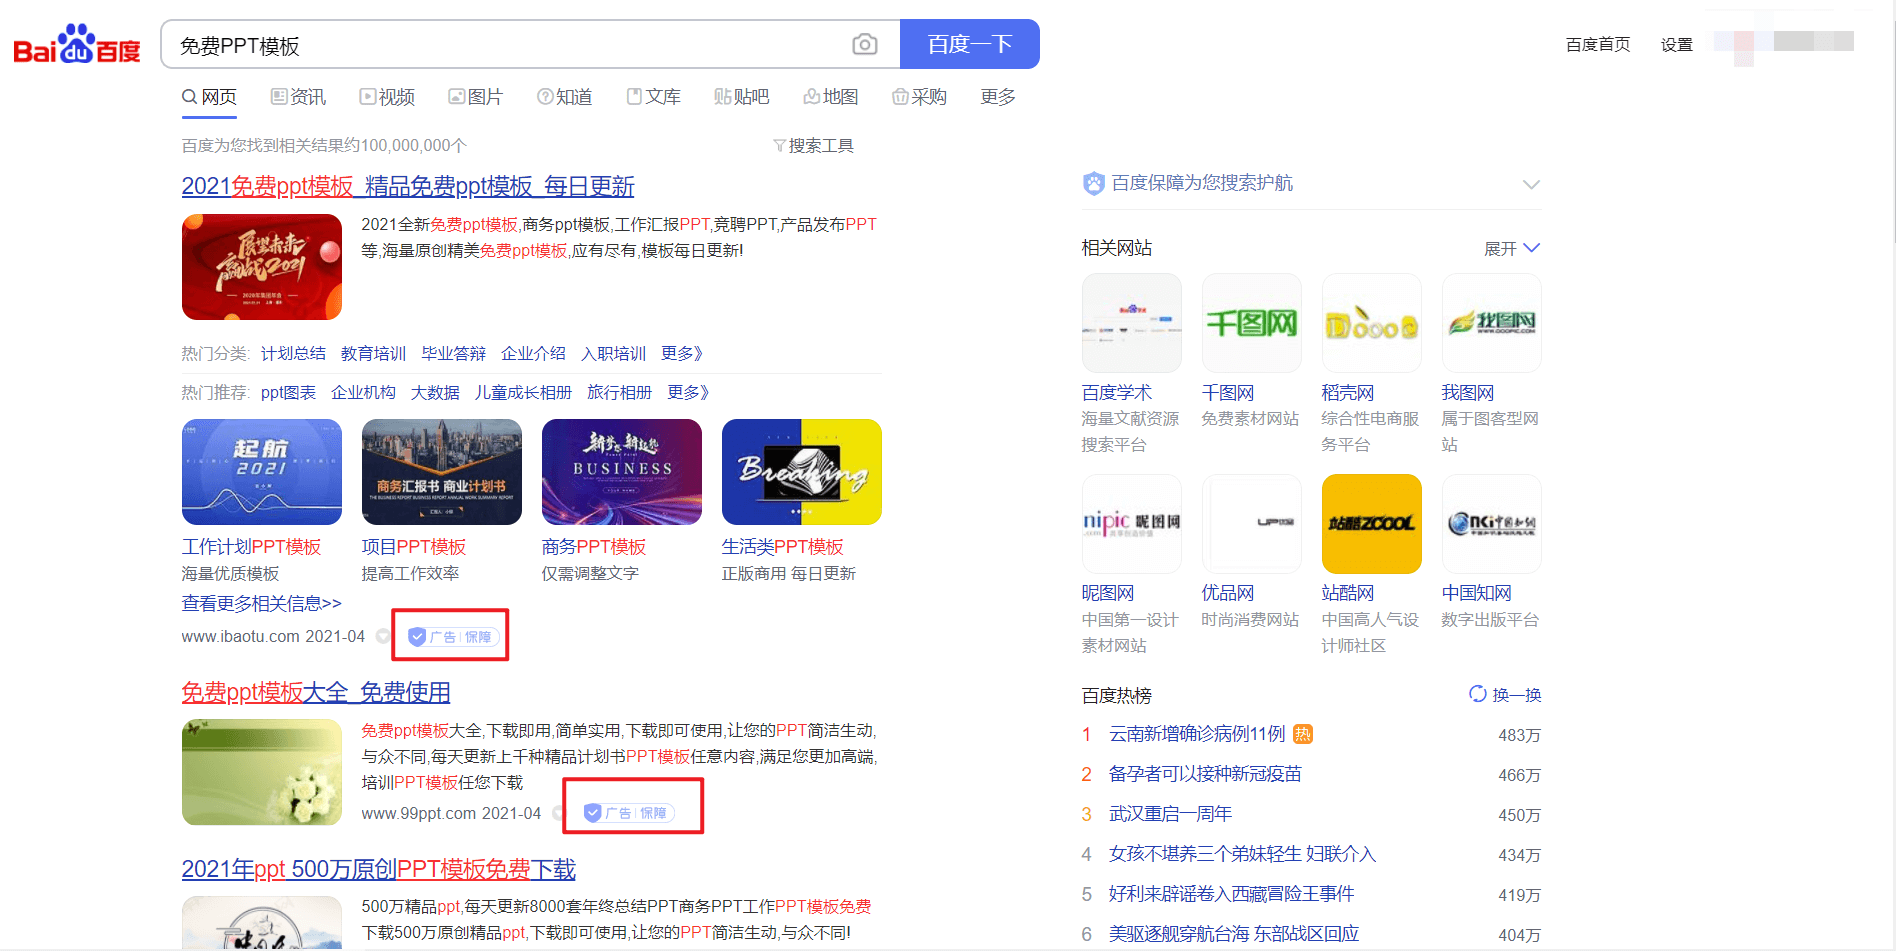 Bai du 百度
免费PPT模板
百度一下
百度首页 设置
网页 资讯 视频 图片 知道 文库 贴吧 地图 采购 更多
百度为您找到相关结果约100,000,000个
搜索工具
2021免费ppt模板_精品免费ppt模板_每日更新
展望未来
赢战2021
2021全新免费ppt模板,商务ppt模板,工作汇报PPT,竞聘PPT,产品发布PPT
等,海量原创精美免费ppt模板,应有尽有,模板每日更新!
热门分类: 计划总结 教育培训 毕业答辩 企业介绍 入职培训 更多》
热门推荐: ppt图表 企业机构 大数据 儿童成长相册 旅行相册 更多》
起航
2021
商务汇报书 商业计划书
新梦想 新起航
BUSINESS
Breaking
工作计划PPT模板
海量优质模板
项目PPT模板
提高工作效率
商务PPT模板
仅需调整文字
生活类PPT模板
正版商用 每日更新
查看更多相关信息>>
www.ibaotu.com 2021-04 广告 保障
免费ppt模板大全_免费使用
免费ppt模板大全,下载即用,简单实用,下载即可使用,让您的PPT简洁生动,
与众不同,每天更新上千种精品计划书PPT模板任意内容,满足您更加高端,
培训PPT模板任您下载
www.99ppt.com 2021-04 广告 保障
2021年ppt 500万原创PPT模板免费下载
500万精品ppt,每天更新8000套年终总结PPT商务PPT工作PPT模板免费
下载500万原创精品ppt,下载即可使用,让您的PPT简洁生动,与众不同!
百度保障为您搜索护航
相关网站
展开
千图网
Docer
我图网
百度学术
海量文献资源
搜索平台
千图网
免费素材网站
稻壳网
综合性电商服
务平台
我图网
属于图客型网
站
nipic 昵图网
.com 共享创造价值
站酷ZCOOL
CNKI中国知网
昵图网
中国第一设计
素材网站
优品网
时尚消费网站
站酷网
中国高人气设
计师社区
中国知网
数字出版平台
百度热榜
换一换
1 云南新增确诊病例11例 热 483万
2 备孕者可以接种新冠疫苗 466万
3 武汉重启一周年 450万
4 女孩不堪养三个弟妹轻生 妇联介入 434万
5 好利来辟谣卷入西藏冒险王事件 419万
6 美驱逐舰穿航台海 东部战区回应 404万